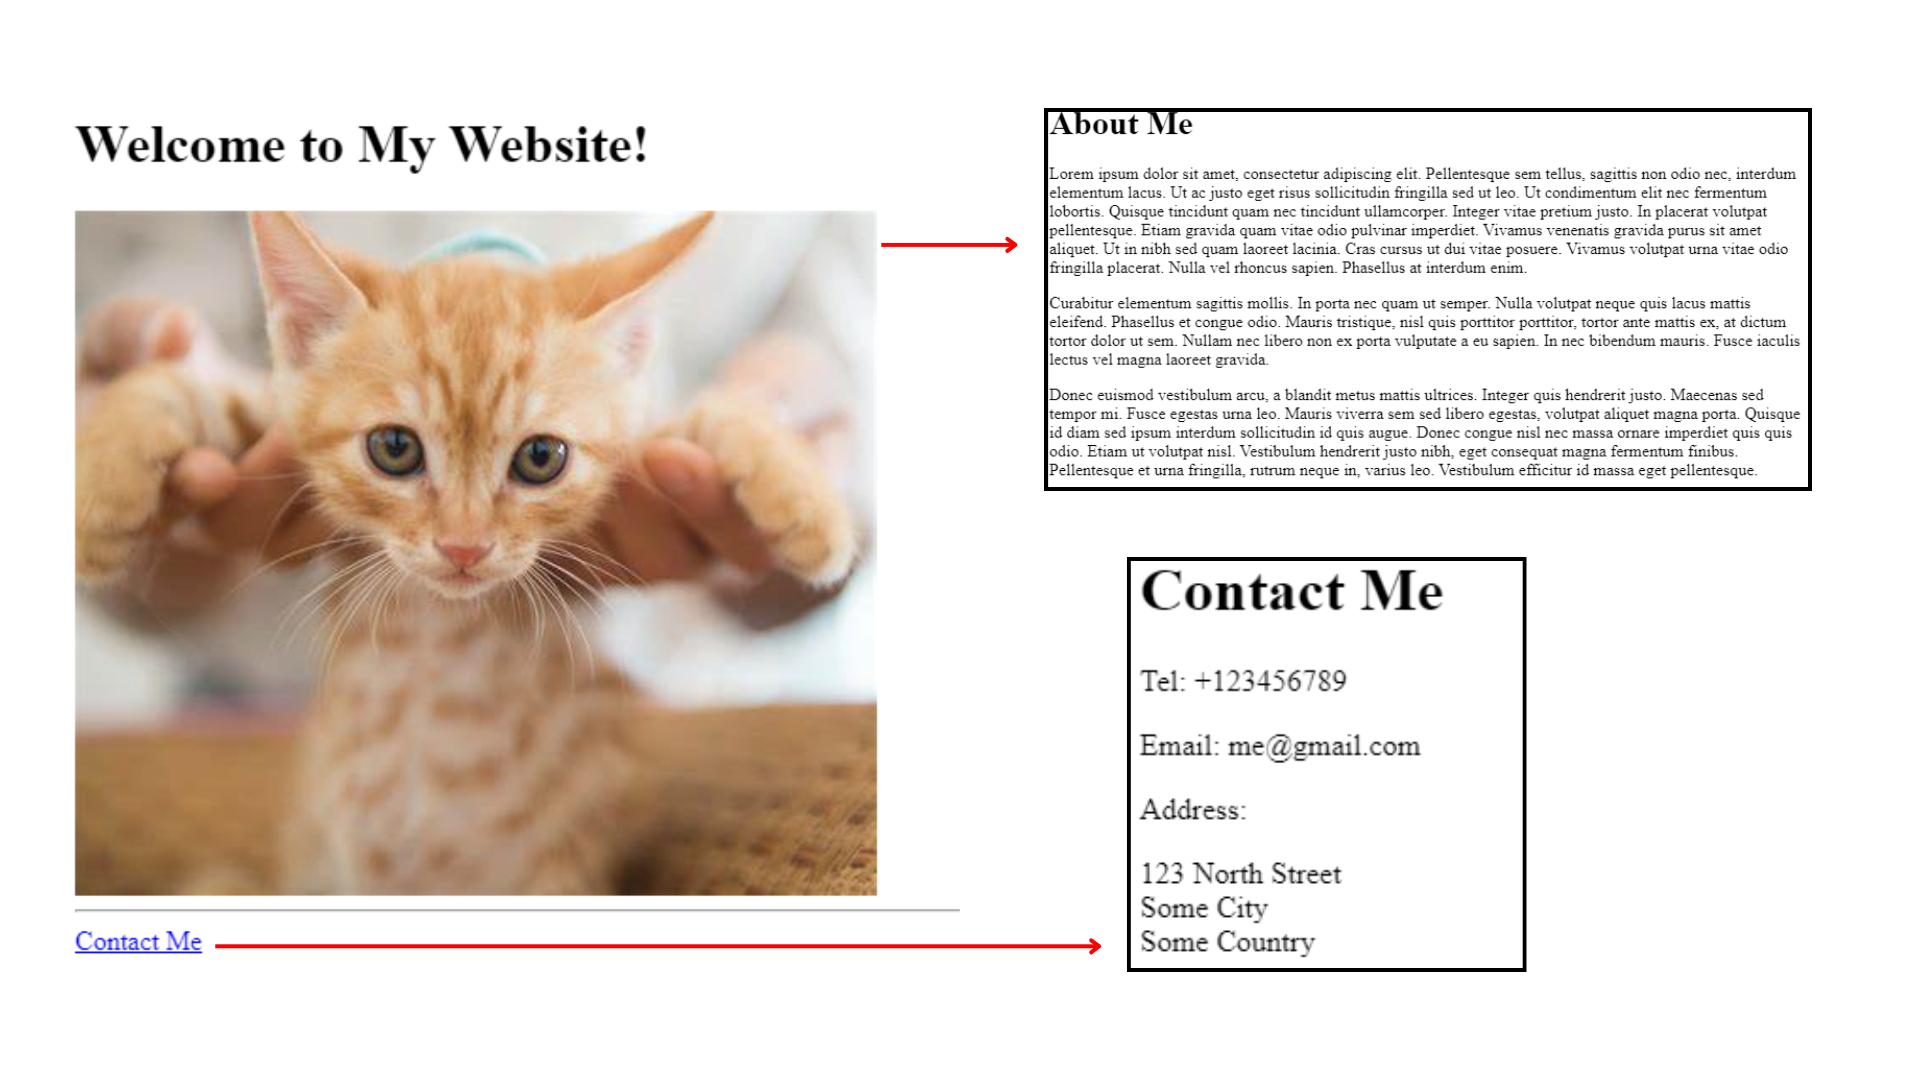 Welcome to My Website!
Contact Me
About Me
Lorem ipsum dolor sit amet, consectetur adipiscing elit. Pellentesque sem tellus, sagittis non odio nec, interdum
elementum lacus. Ut ac justo eget risus sollicitudin fringilla sed ut leo. Ut condimentum elit nec fermentum
lobortis. Quisque tincidunt quam nec tincidunt ullamcorper. Integer vitae pretium justo. In placerat volutpat
pellentesque. Etiam gravida quam vitae odio pulvinar imperdiet. Vivamus venenatis gravida purus sit amet
aliquet. Ut in nibh sed quam laoreet lacinia. Cras cursus ut dui vitae posuere. Vivamus volutpat urna vitae odio
fringilla placerat. Nulla vel rhoncus sapien. Phasellus at interdum enim.
Curabitur elementum sagittis mollis. In porta nec quam ut semper. Nulla volutpat neque quis lacus mattis
eleifend. Phasellus et congue odio. Mauris tristique, nisl quis porttitor porttitor, tortor ante mattis ex, at dictum
tortor dolor ut sem. Nullam nec libero non ex porta vulputate a eu sapien. In nec bibendum mauris. Fusce iaculis
lectus vel magna laoreet gravida.
Donec euismod vestibulum arcu, a blandit metus mattis ultrices. Integer quis hendrerit justo. Maecenas sed
tempor mi. Fusce egestas urna leo. Mauris viverra sem sed libero egestas, volutpat aliquet magna porta. Quisque
id diam sed ipsum interdum sollicitudin id quis augue. Donec congue nisl nec massa ornare imperdiet quis quis
odio. Etiam ut volutpat nisl. Vestibulum hendrerit justo nibh, eget consequat magna fermentum finibus.
Pellentesque et urna fringilla, rutrum neque in, varius leo. Vestibulum efficitur id massa eget pellentesque.
Contact Me
Tel: +123456789
Email: me@gmail.com
Address:
123 North Street
Some City
Some Country